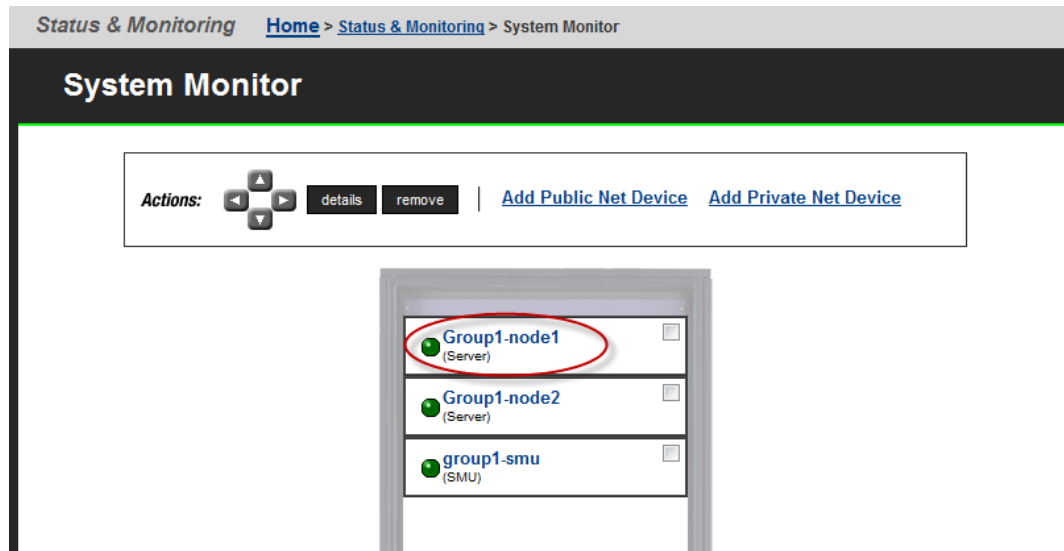 Status & Monitoring Home > Status & Monitoring > System Monitor
System Monitor
Actions: details remove | Add Public Net Device Add Private Net Device
Group1-node1
(Server)
Group1-node2
(Server)
group1-smu
(SMU)